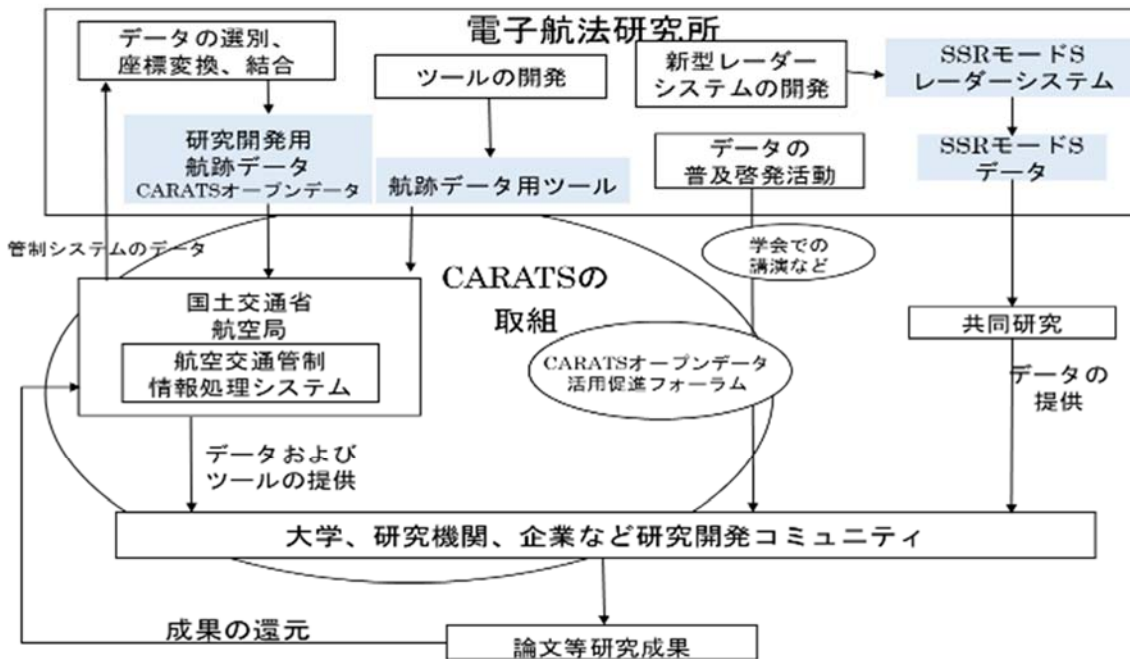 電子航法研究所
データの選別、
座標変換、結合
ツールの開発
新型レーダー
システムの開発
SSRモードS
レーダーシステム
研究開発用
航跡データ
CARATSオープンデータ
航跡データ用ツール
データの
普及啓発活動
SSRモードS
データ
管制システムのデータ
学会での
講演など
CARATSの
取組
国土交通省
航空局
航空交通管制
情報処理システム
CARATSオープンデータ
活用促進フォーラム
共同研究
データの
提供
データおよび
ツールの提供
大学、研究機関、企業など研究開発コミュニティ
成果の還元
論文等研究成果